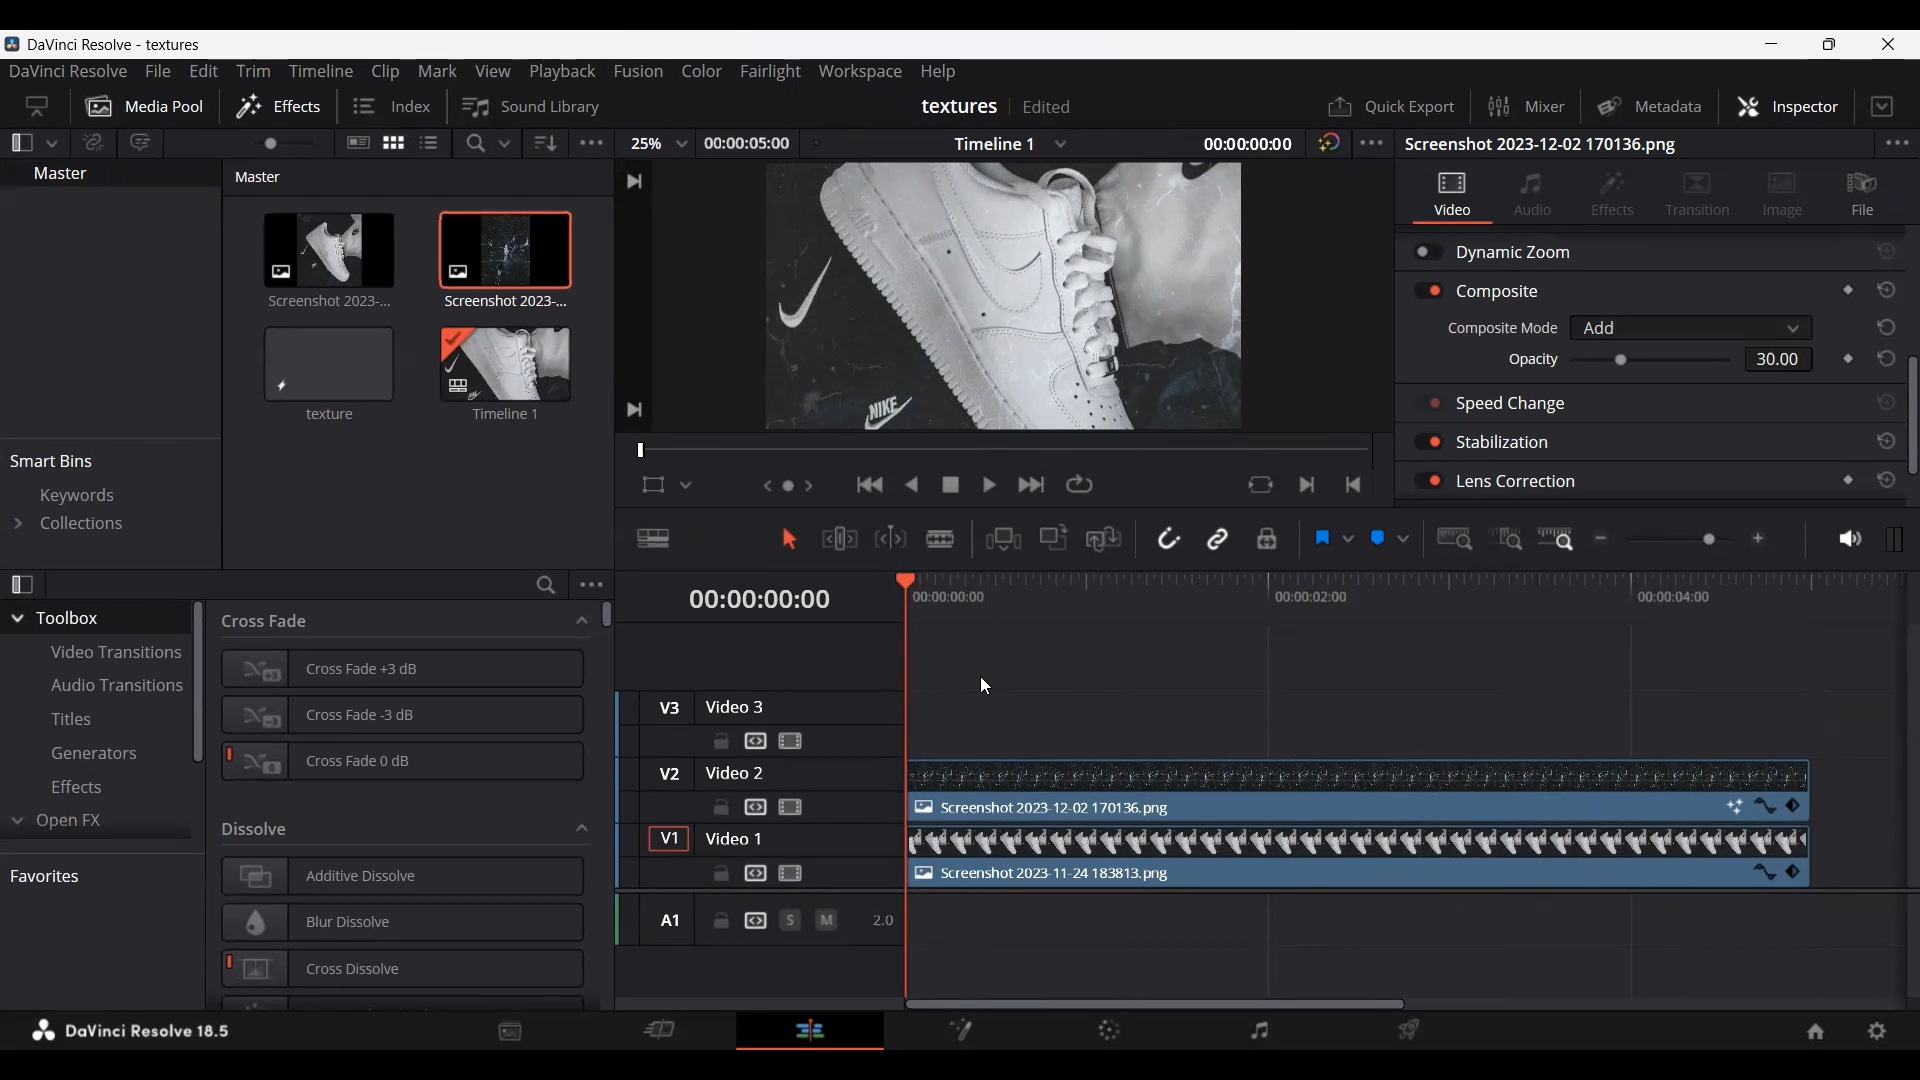 DaVinci Resolve - textures
DaVinci Resolve File Edit Trim Timeline Clip Mark View Playback Fusion Color Fairlight Workspace Help
Media Pool Effects Index Sound Library textures Edited Quick Export Mixer Metadata Inspector
25% 00:00:05:00 Timeline 1 00:00:00:00 Screenshot 2023-12-02 170136.png
Master
Master
Screenshot 2023-... Screenshot 2023-...
texture Timeline 1
Smart Bins
Keywords
Collections
NIKE
Video Audio Effects Transition Image File
Dynamic Zoom
Composite
Composite Mode Add
Opacity 30.00
Speed Change
Stabilization
Lens Correction
Toolbox
Video Transitions
Audio Transitions
Titles
Generators
Effects
Open FX
Favorites
Cross Fade
Cross Fade +3 dB
Cross Fade -3 dB
Cross Fade 0 dB
Dissolve
Additive Dissolve
Blur Dissolve
Cross Dissolve
00:00:00:00 00:00:00:00 00:00:02:00 00:00:04:00
V3 Video 3
V2 Video 2
Screenshot 2023-12-02 170136.png
V1 Video 1
Screenshot 2023-11-24 183813.png
A1 S M 2.0
DaVinci Resolve 18.5